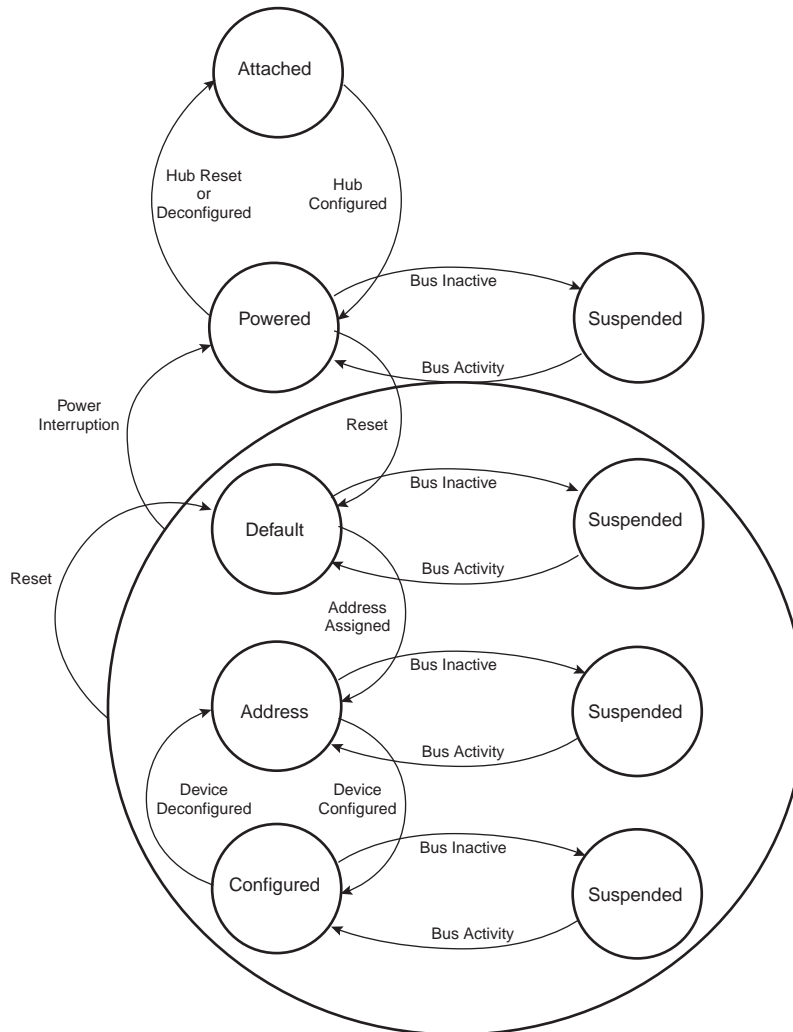 Attached
Hub Reset
or
Deconfigured
Hub
Configured
Powered
Bus Inactive
Suspended
Bus Activity
Power
Interruption
Reset
Default
Bus Inactive
Suspended
Bus Activity
Reset
Address
Assigned
Address
Bus Inactive
Suspended
Bus Activity
Device
Deconfigured
Device
Configured
Configured
Bus Inactive
Suspended
Bus Activity